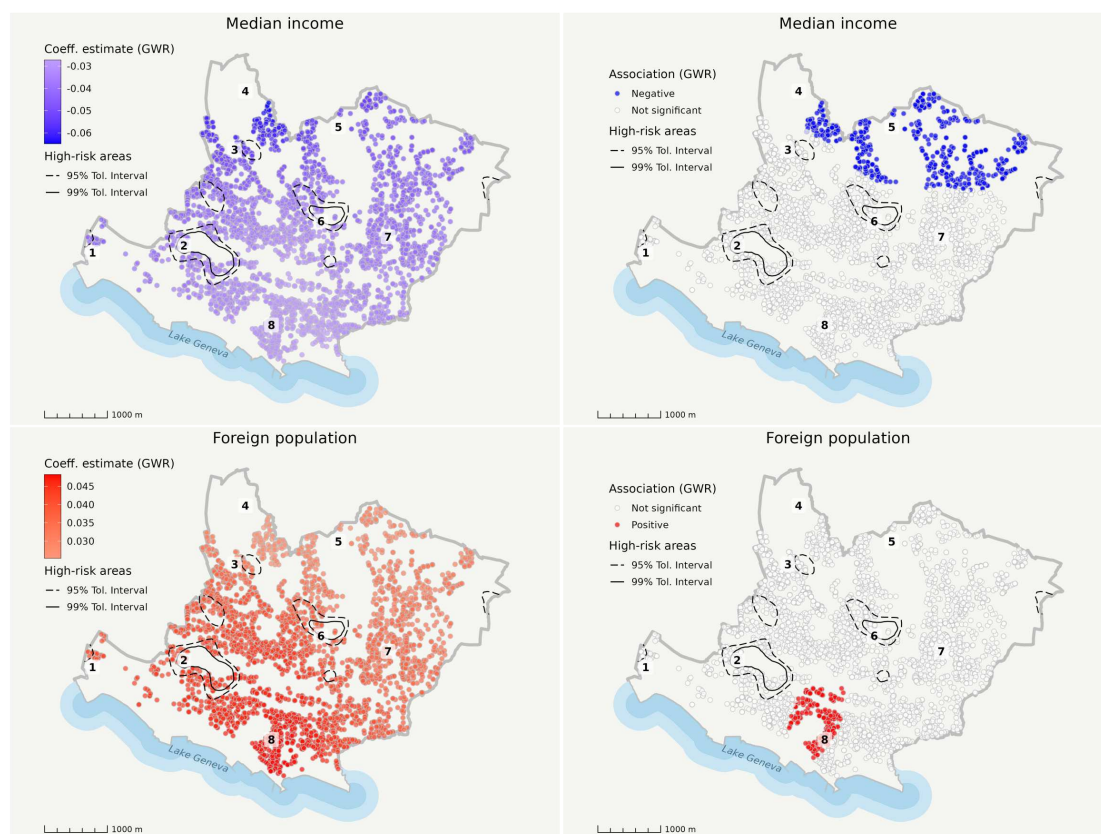 Median income
Coeff. estimate (GWR)
-0.03
-0.04
-0.05
-0.06
High-risk areas
95% Tol. Interval
99% Tol. Interval
4
5
3
6
7
2
1
8
Lake Geneva
1000 m
Median income
Association (GWR)
Negative
Not significant
High-risk areas
95% Tol. Interval
99% Tol. Interval
4
5
3
6
7
2
1
8
Lake Geneva
1000 m
Foreign population
Coeff. estimate (GWR)
0.045
0.040
0.035
0.030
High-risk areas
95% Tol. Interval
99% Tol. Interval
4
5
3
6
7
2
1
8
Lake Geneva
1000 m
Foreign population
Association (GWR)
Not significant
Positive
High-risk areas
95% Tol. Interval
99% Tol. Interval
4
5
3
6
7
2
1
8
Lake Geneva
1000 m